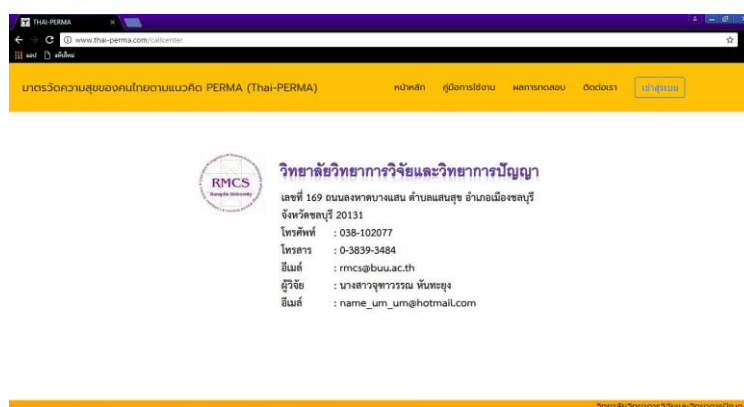 THAI-PERMA
www.thai-perma.com/callcenter
แอป
มาตรวัดความสุขของคนไทยตามแนวคิด PERMA (Thai-PERMA)
หน้าหลัก คู่มือการใช้งาน ผลการทดสอบ ติดต่อเรา เข้าสู่ระบบ
RMCS
วิทยาลัยวิทยาการวิจัยและวิทยาการปัญญา
เลขที่ 169 ถนนลงหาดบางแสน ตำบลแสนสุข อำเภอเมืองชลบุรี
จังหวัดชลบุรี 20131
โทรศัพท์ : 038-102077
โทรสาร : 0-3839-3484
อีเมล์ : rmcs@buu.ac.th
ผู้วิจัย : นางสาวจุฑาวรรณ หันทะยุง
อีเมล์ : name_um_um@hotmail.com